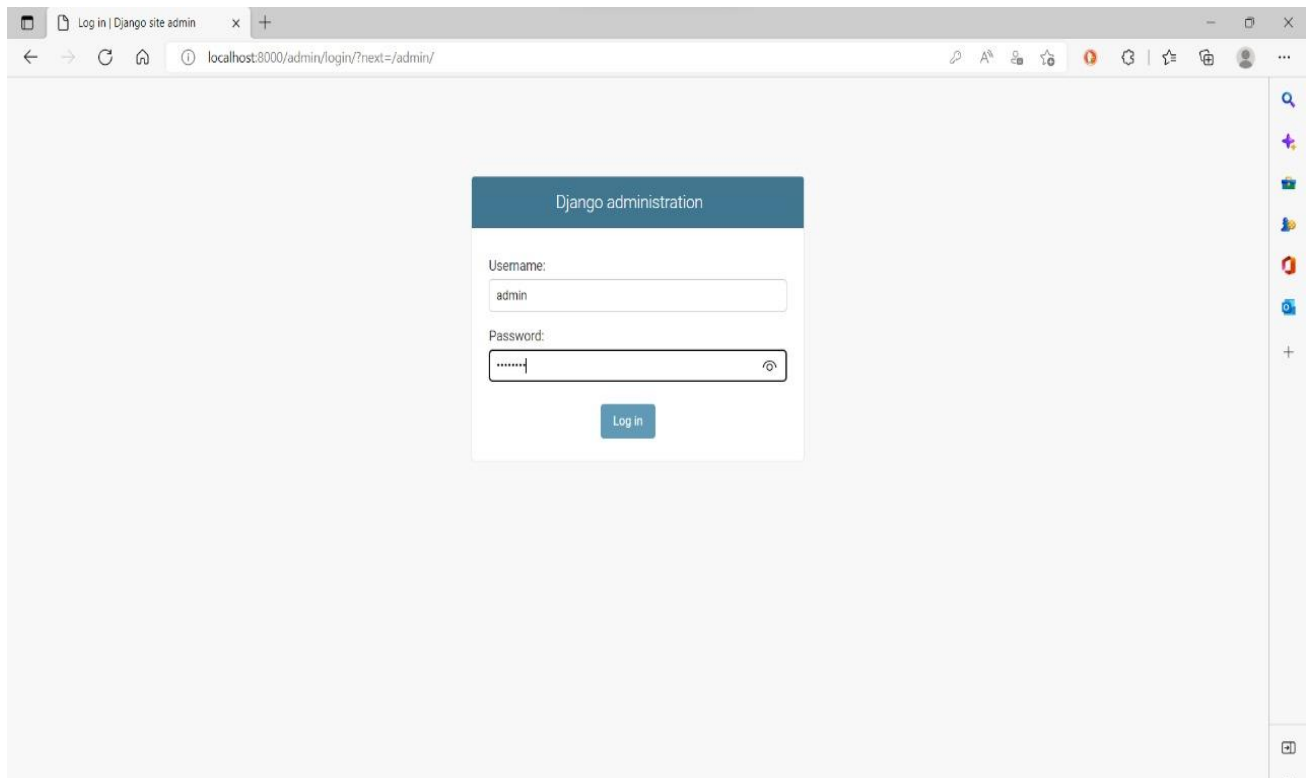 Log in | Django site admin
localhost:8000/admin/login/?next=/admin/
Django administration
Username:
admin
Password:
••••••••
Log in